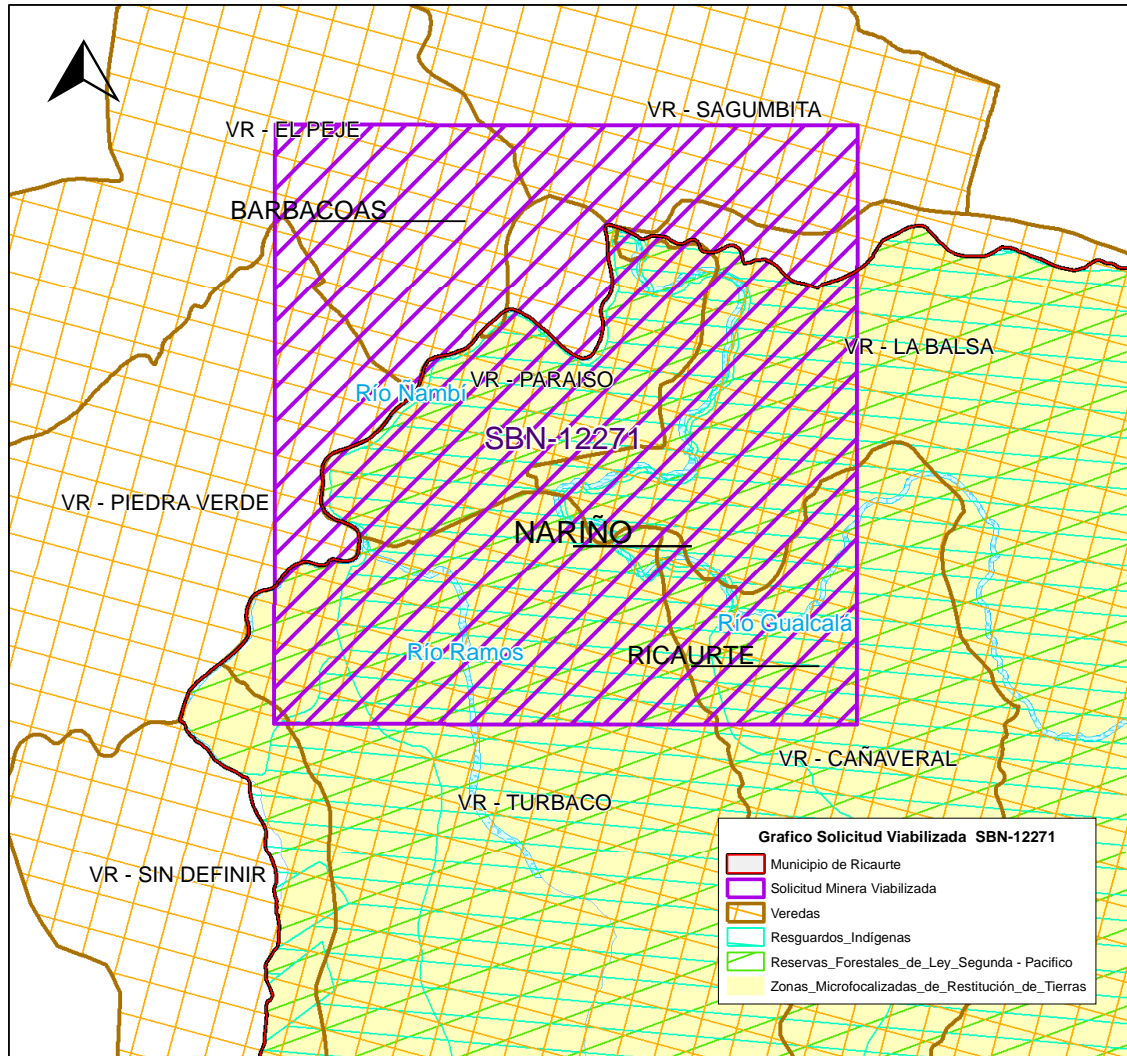 VR - SAGUMBITA
VR - EL PEJE
BARBACOAS
VR - LA BALSA
VR - PARAISO
Río Ñambí
SBN-12271
VR - PIEDRA VERDE
NARIÑO
Río Gualcalá
Río Ramos
RICAURTE
VR - CAÑAVERAL
VR - TURBACO
VR - SIN DEFINIR
Grafico Solicitud Viabilizada SBN-12271
Municipio de Ricaurte
Solicitud Minera Viabilizada
Veredas
Resguardos_Indígenas
Reservas_Forestales_de_Ley_Segunda - Pacifico
Zonas_Microfocalizadas_de_Restitución_de_Tierras